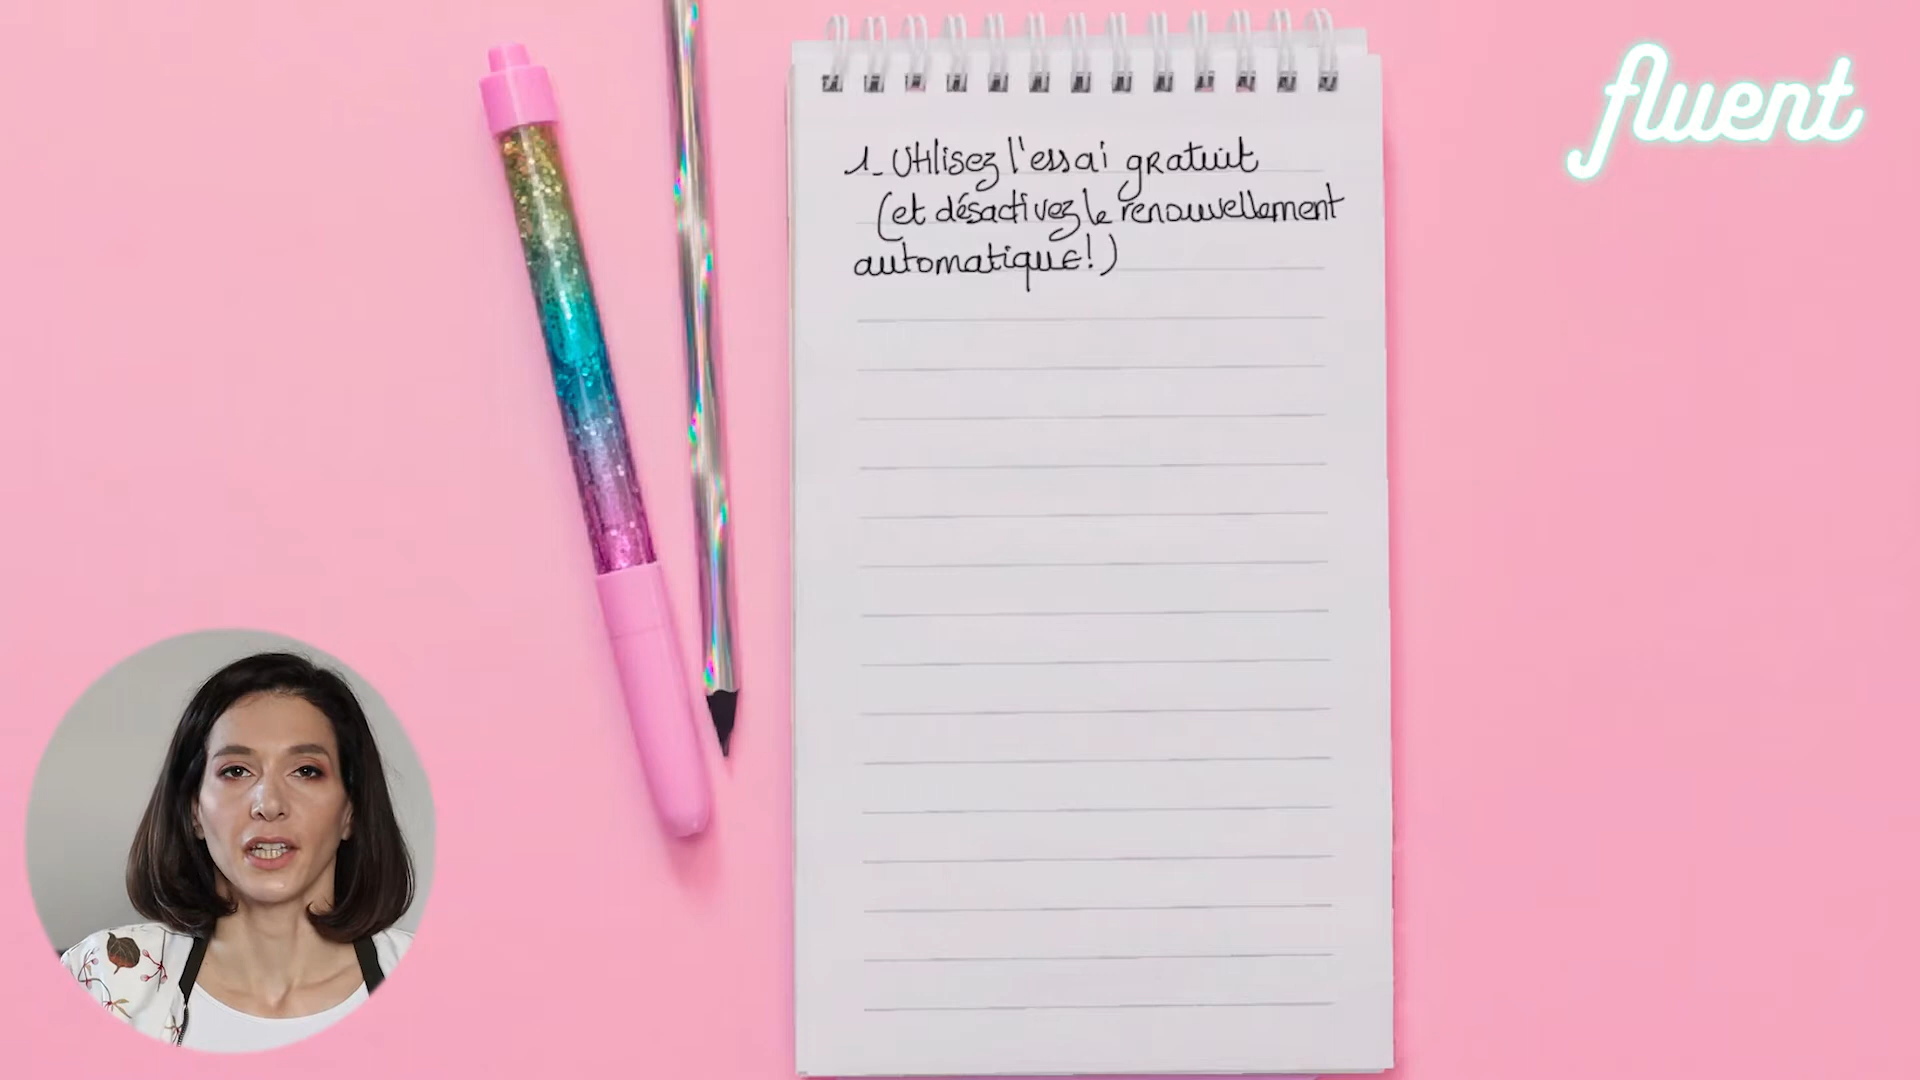 fluent
1_ Utilisez l'essai gratuit
(et désactivez le renouvellement
automatique!)